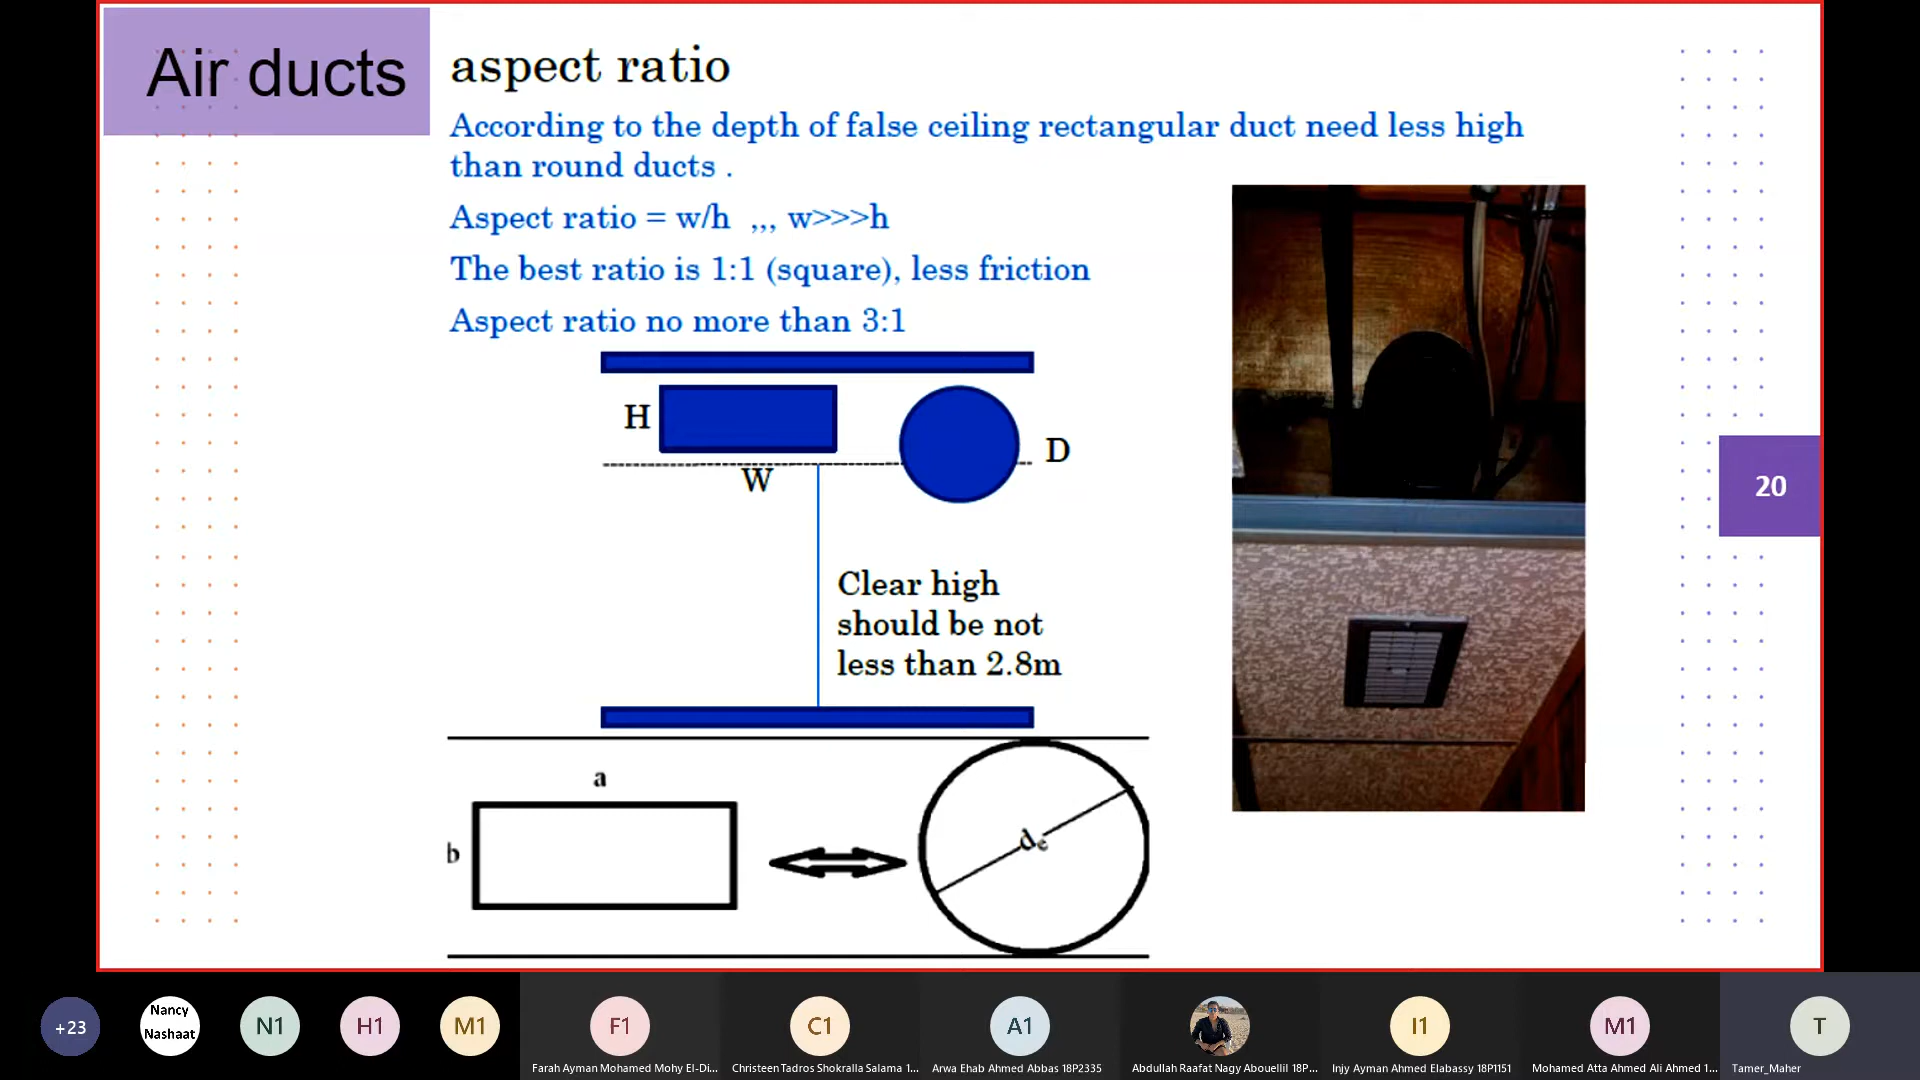 Air ducts
aspect ratio
According to the depth of false ceiling rectangular duct need less high
than round ducts .
Aspect ratio = w/h ,,, w>>>h
The best ratio is 1:1 (square), less friction
Aspect ratio no more than 3:1
H
D
W
20
Clear high
should be not
less than 2.8m
a
b
de
+23
Nancy
Nashaat
N1
H1
M1
F1
C1
A1
I1
M1
T
Farah Ayman Mohamed Mohy El-Di...
Christeen Tadros Shokralla Salama 1...
Arwa Ehab Ahmed Abbas 18P2335
Abdullah Raafat Nagy Abouellil 18P...
Injy Ayman Ahmed Elabassy 18P1151
Mohamed Atta Ahmed Ali Ahmed 1...
Tamer_Maher